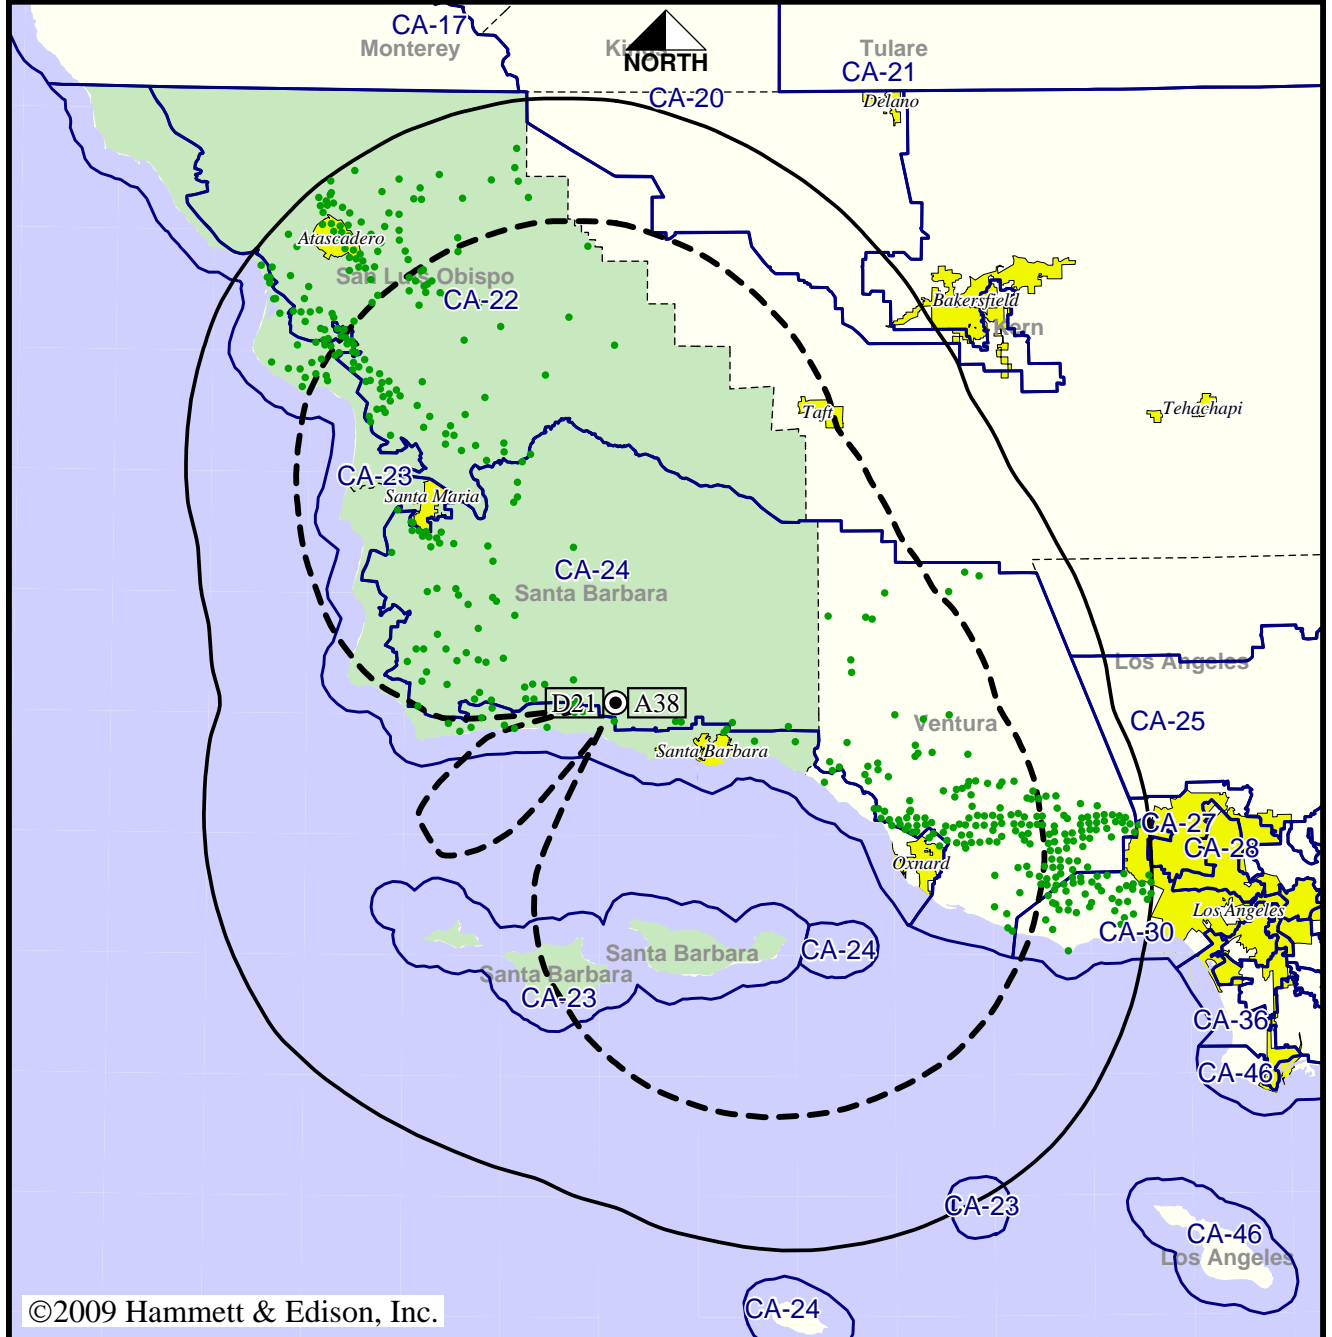 CA-17
Monterey
Kings
NORTH
Tulare
CA-21
CA-20
Delano
Atascadero
San Luis Obispo
CA-22
Bakersfield
Kern
Taft
Tehachapi
CA-23
Santa Maria
CA-24
Santa Barbara
Los Angeles
D21
A38
Ventura
CA-25
Santa Barbara
CA-27
CA-28
Oxnard
Los Angeles
CA-30
Santa Barbara
CA-24
Santa Barbara
CA-23
CA-36
CA-46
CA-23
CA-46
Los Angeles
CA-24
©2009 Hammett & Edison, Inc.